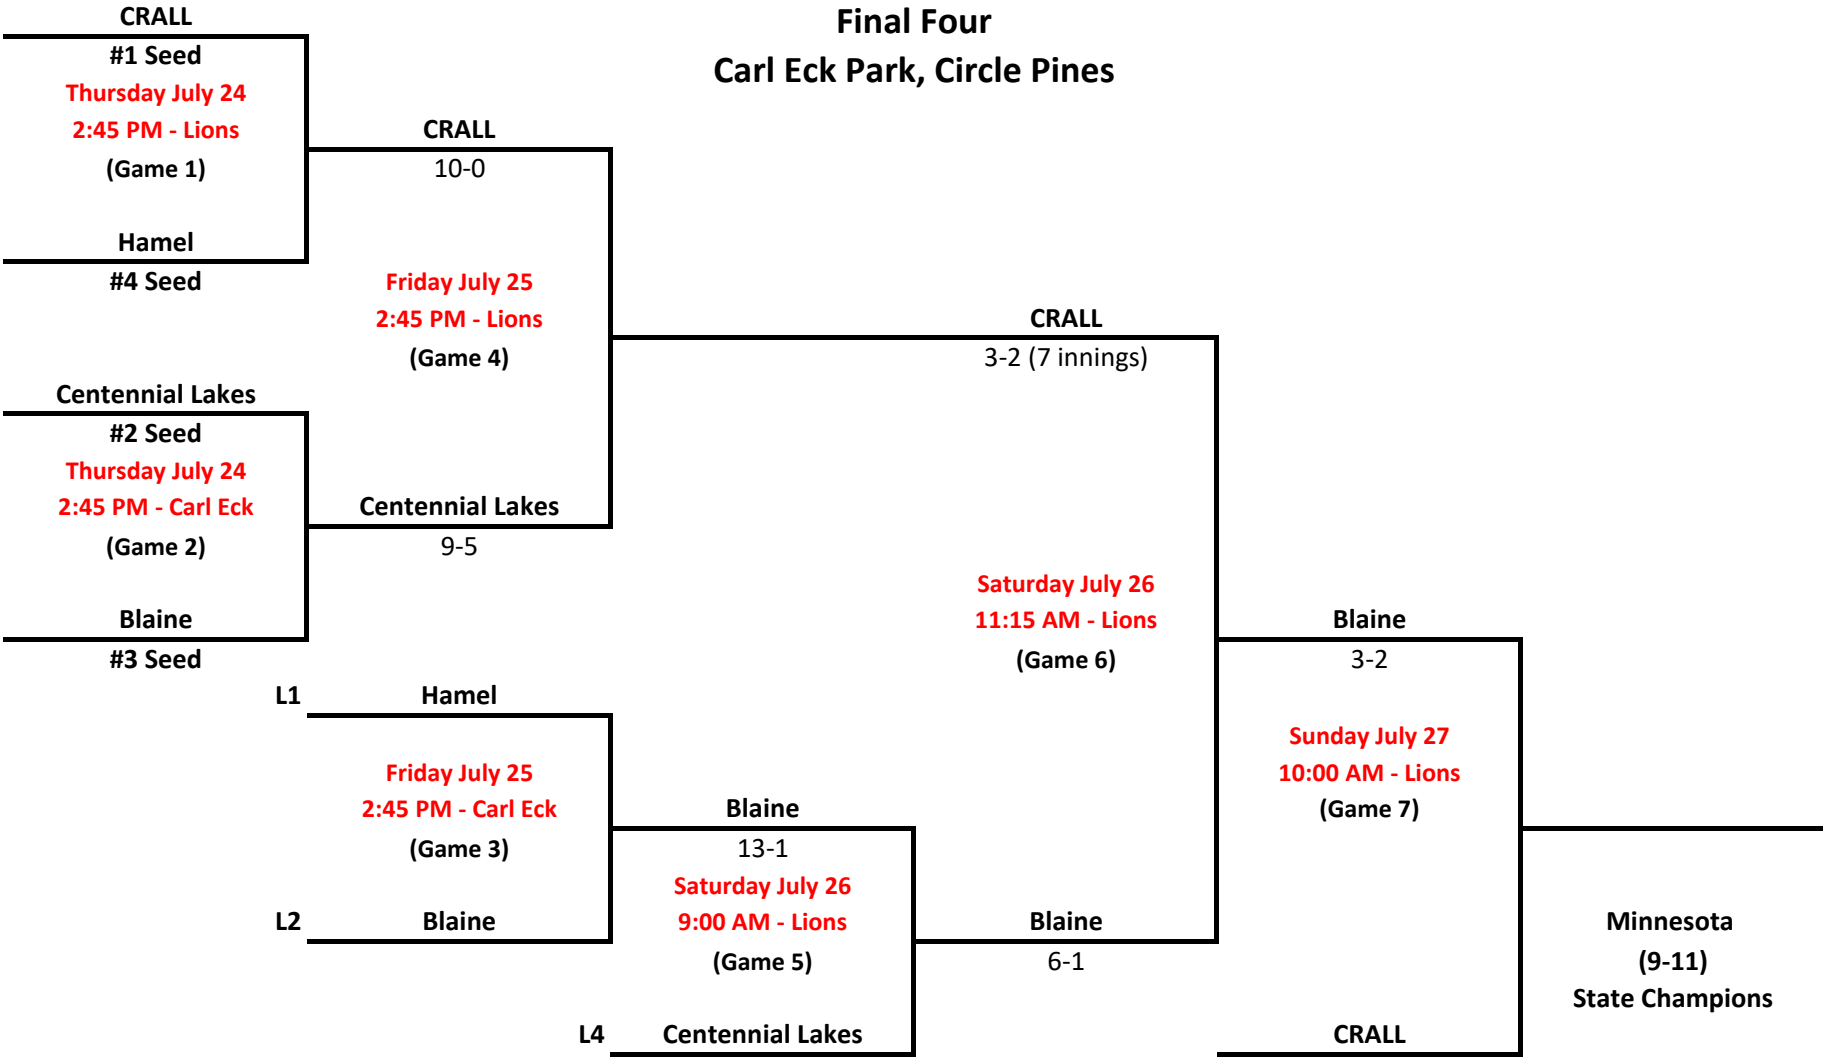 Final Four
Carl Eck Park, Circle Pines
CRALL
#1 Seed
Thursday July 24
2:45 PM - Lions
(Game 1)
Hamel
#4 Seed
CRALL
10-0
Friday July 25
2:45 PM - Lions
(Game 4)
Centennial Lakes
#2 Seed
Thursday July 24
2:45 PM - Carl Eck
(Game 2)
Blaine
#3 Seed
Centennial Lakes
9-5
CRALL
3-2 (7 innings)
Saturday July 26
11:15 AM - Lions
(Game 6)
L1 Hamel
Friday July 25
2:45 PM - Carl Eck
(Game 3)
L2 Blaine
Blaine
13-1
Saturday July 26
9:00 AM - Lions
(Game 5)
L4 Centennial Lakes
Blaine
6-1
Blaine
3-2
Sunday July 27
10:00 AM - Lions
(Game 7)
CRALL
Minnesota
(9-11)
State Champions